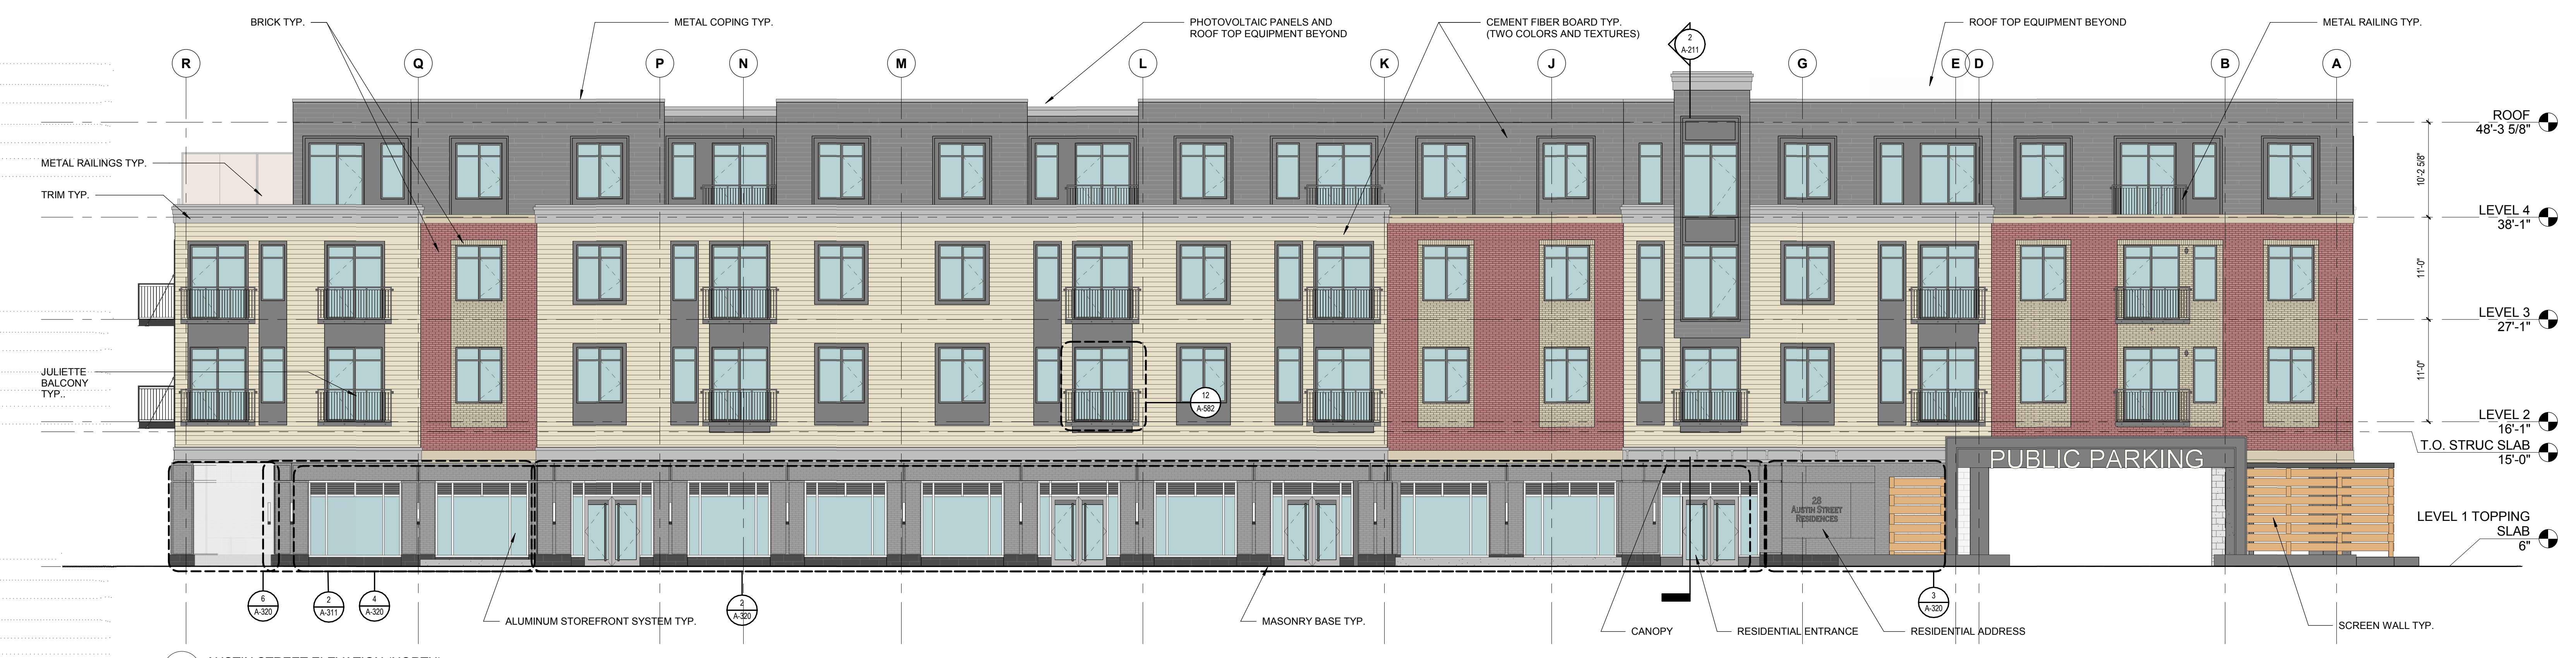 BRICK TYP.
METAL COPING TYP.
PHOTOVOLTAIC PANELS AND
ROOF TOP EQUIPMENT BEYOND
CEMENT FIBER BOARD TYP.
(TWO COLORS AND TEXTURES)
2
A-211
ROOF TOP EQUIPMENT BEYOND
METAL RAILING TYP.
R
Q
P
N
M
L
K
J
G
E
D
B
A
ROOF
48'-3 5/8"
METAL RAILINGS TYP.
10'-2 5/8"
TRIM TYP.
LEVEL 4
38'-1"
11'-0"
LEVEL 3
27'-1"
JULIETTE
BALCONY
TYP..
11'-0"
12
A-582
LEVEL 2
16'-1"
T.O. STRUC SLAB
15'-0"
PUBLIC PARKING
28
AUSTIN STREET
RESIDENCES
LEVEL 1 TOPPING
SLAB
6"
6
A-320
2
A-311
4
A-320
2
A-320
3
A-320
ALUMINUM STOREFRONT SYSTEM TYP.
MASONRY BASE TYP.
CANOPY
RESIDENTIAL ENTRANCE
RESIDENTIAL ADDRESS
SCREEN WALL TYP.
AUSTIN STREET ELEVATION (NORTH)